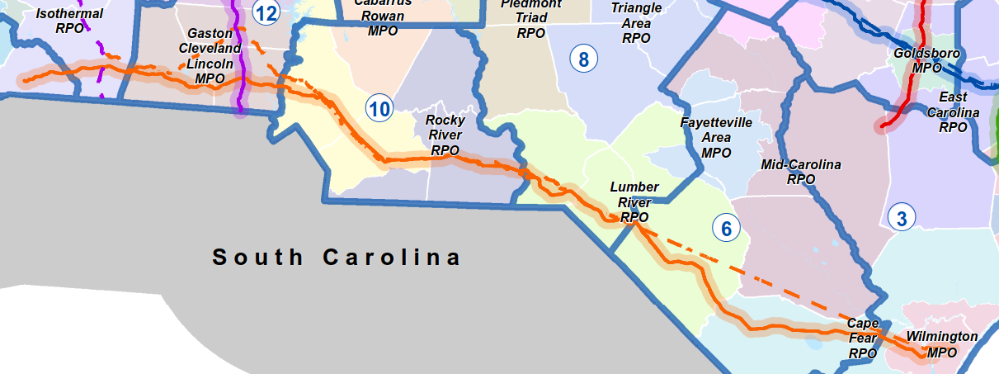 Isothermal
RPO
12
Gaston
Cleveland
Lincoln
MPO
Cabarrus
Rowan
MPO
Piedmont
Triad
RPO
Triangle
Area
RPO
8
Goldsboro
MPO
East
Carolina
RPO
10
Rocky
River
RPO
Fayetteville
Area
MPO
Mid-Carolina
RPO
Lumber
River
RPO
6
3
South Carolina
Cape
Fear
RPO
Wilmington
MPO